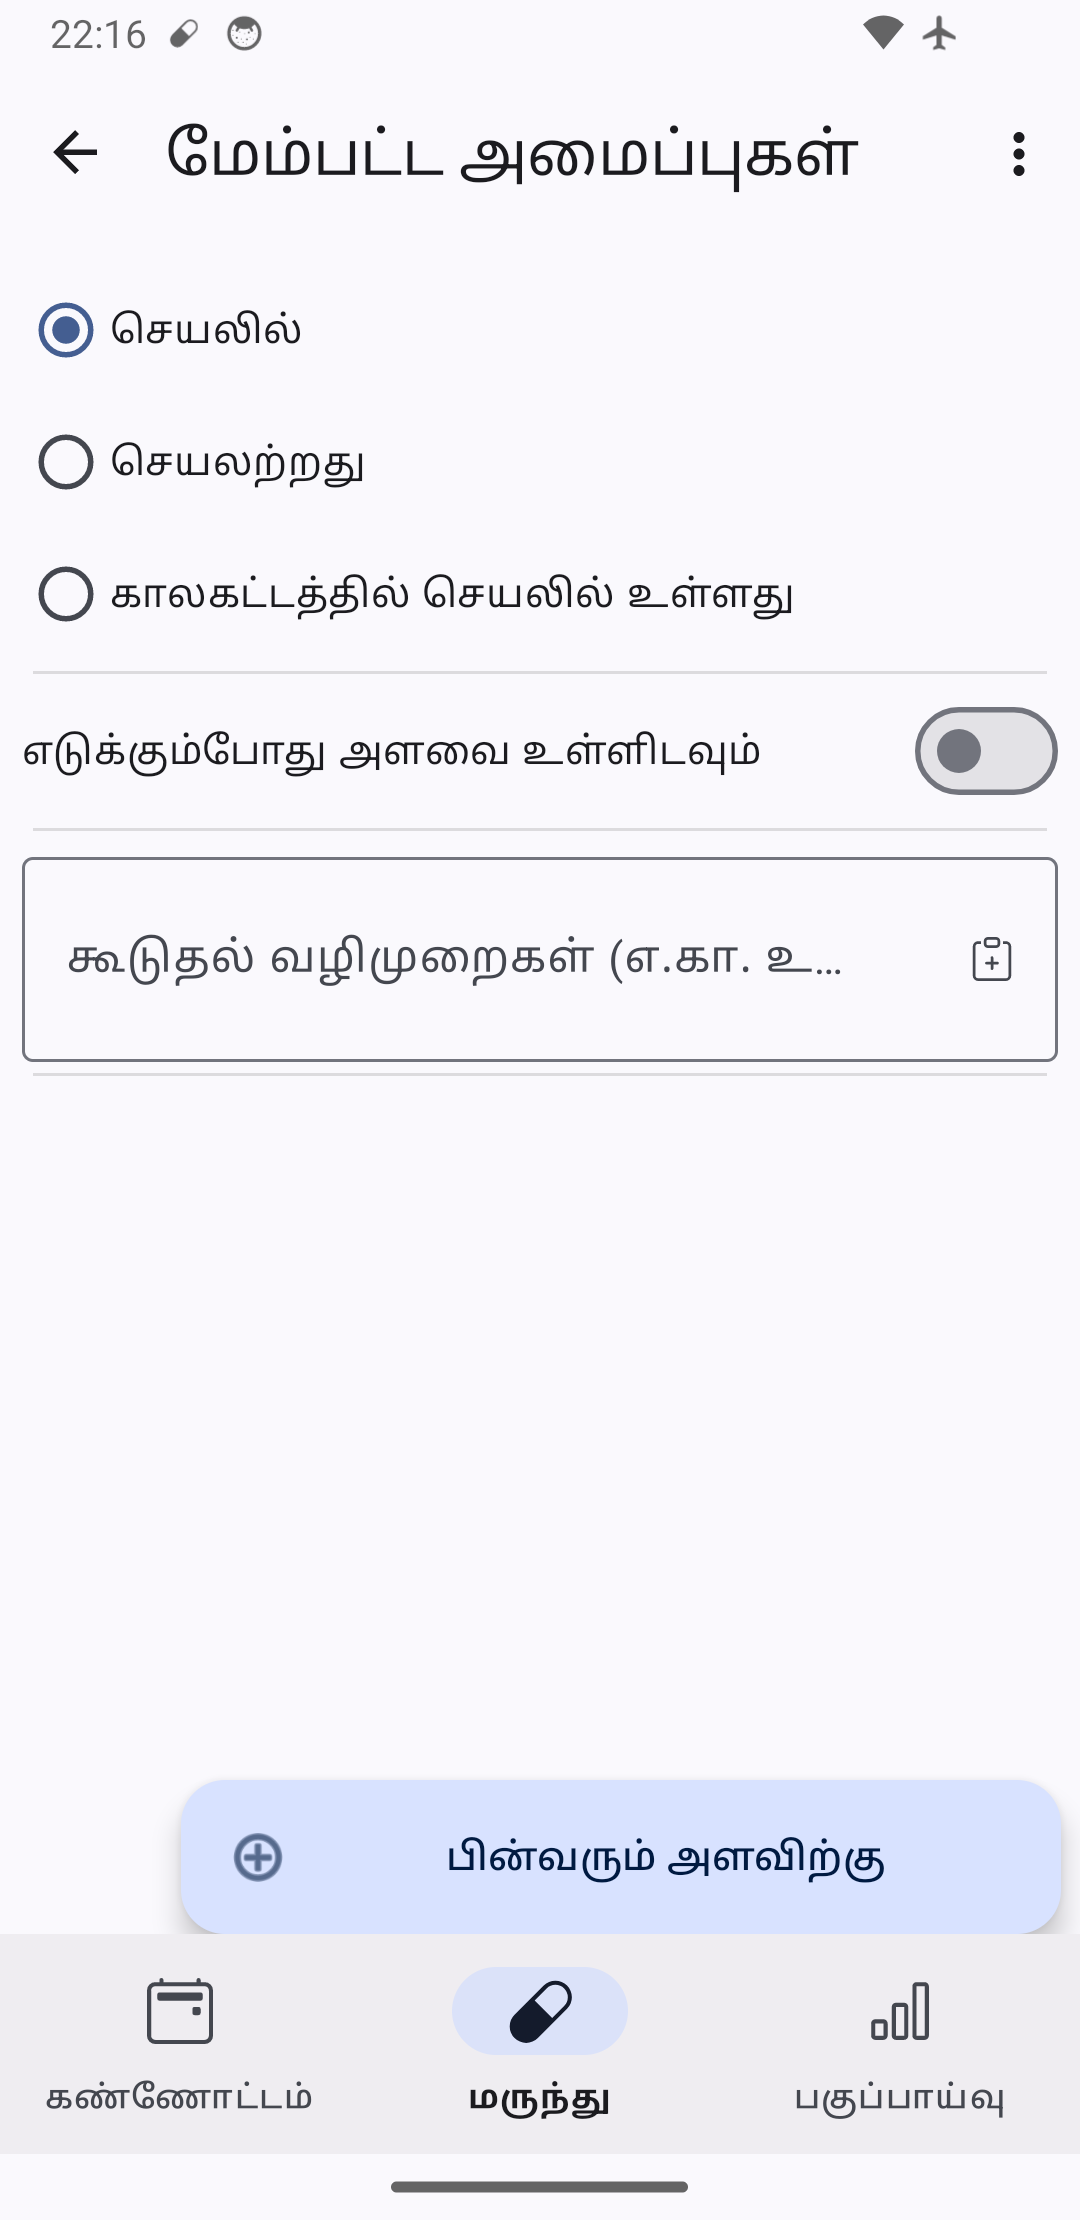 22:16
மேம்பட்ட அமைப்புகள்
செயலில்
செயலற்றது
காலகட்டத்தில் செயலில் உள்ளது
எடுக்கும்போது அளவை உள்ளிடவும்
கூடுதல் வழிமுறைகள் (எ.கா. உ...
பின்வரும் அளவிற்கு
கண்ணோட்டம்
மருந்து
பகுப்பாய்வு